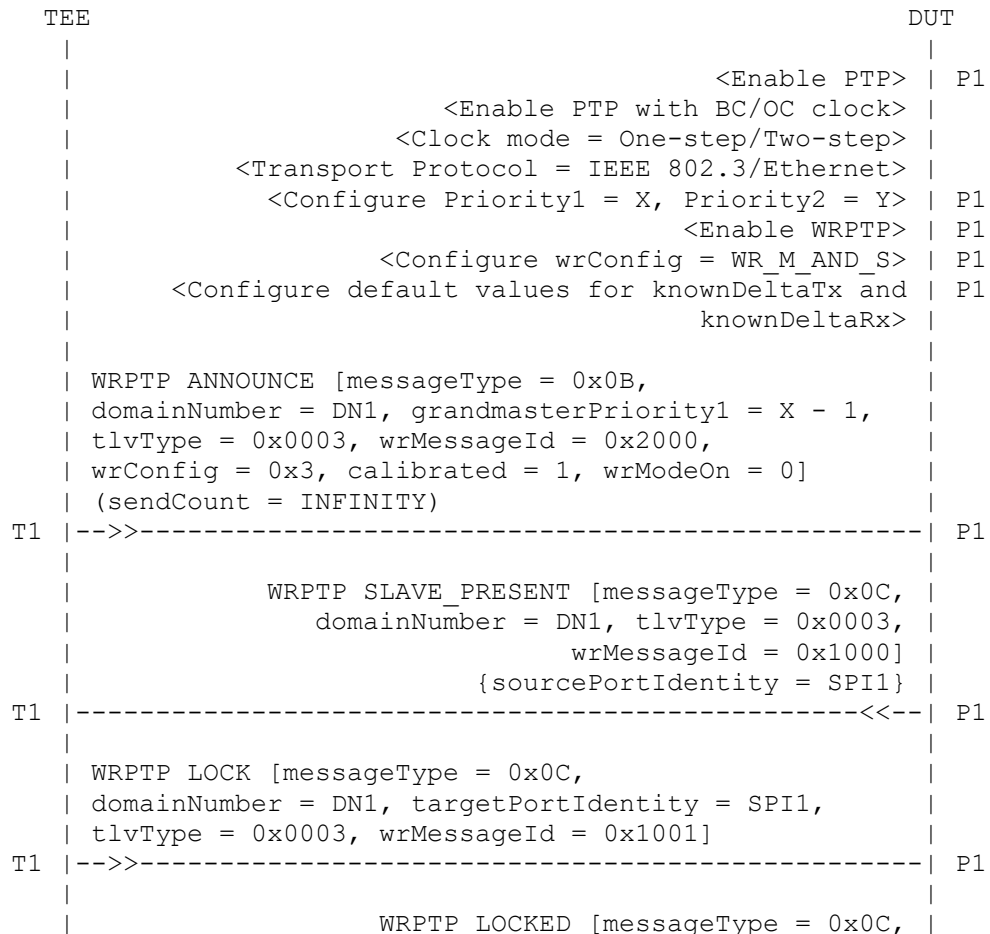 TEE DUT
| |
| <Enable PTP> | P1
| <Enable PTP with BC/OC clock> |
| <Clock mode = One-step/Two-step> |
| <Transport Protocol = IEEE 802.3/Ethernet> |
| <Configure Priority1 = X, Priority2 = Y> | P1
| <Enable WRPTP> | P1
| <Configure wrConfig = WR_M_AND_S> | P1
| <Configure default values for knownDeltaTx and | P1
| knownDeltaRx> |
| |
| WRPTP ANNOUNCE [messageType = 0x0B, |
| domainNumber = DN1, grandmasterPriority1 = X - 1, |
| tlvType = 0x0003, wrMessageId = 0x2000, |
| wrConfig = 0x3, calibrated = 1, wrModeOn = 0] |
| (sendCount = INFINITY) |
T1 |-->>-------------------------------------------------| P1
| |
| WRPTP SLAVE_PRESENT [messageType = 0x0C, |
| domainNumber = DN1, tlvType = 0x0003, |
| wrMessageId = 0x1000] |
| {sourcePortIdentity = SPI1} |
T1 |-------------------------------------------------<<--| P1
| |
| WRPTP LOCK [messageType = 0x0C, |
| domainNumber = DN1, targetPortIdentity = SPI1, |
| tlvType = 0x0003, wrMessageId = 0x1001] |
T1 |-->>-------------------------------------------------| P1
| |
| WRPTP LOCKED [messageType = 0x0C, |